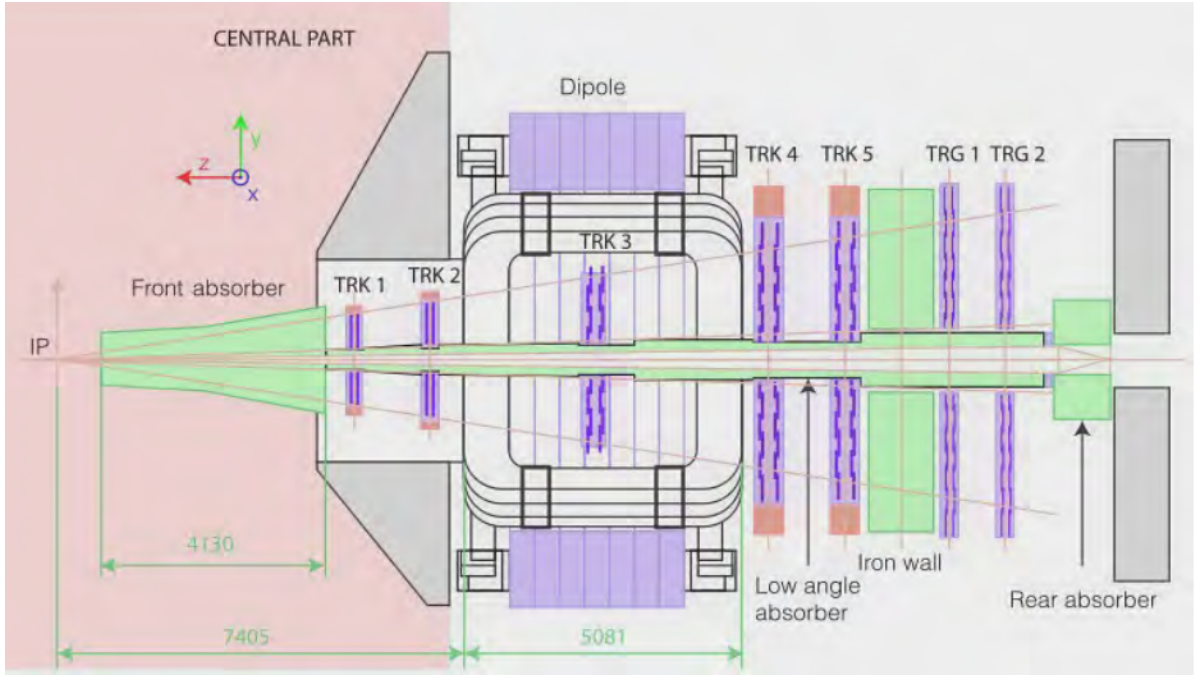 CENTRAL PART
Dipole
y
z
x
TRK 4
TRK 5
TRG 1
TRG 2
TRK 3
TRK 2
TRK 1
Front absorber
IP
4130
Iron wall
Low angle
absorber
Rear absorber
7405
5081